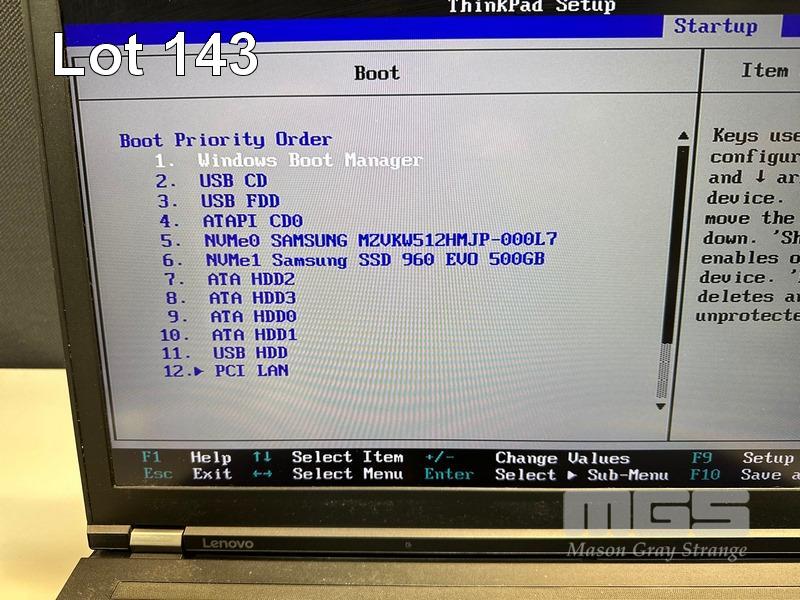 ThinkPad Setup
Startup
Lot 143
Boot
Item
Boot Priority Order
1. Windows Boot Manager
2. USB CD
3. USB FDD
4. ATAPI CD0
5. NVMe0 SAMSUNG MZVKW512HMJP-000L7
6. NVMe1 Samsung SSD 960 EVO 500GB
7. ATA HDD2
8. ATA HDD3
9. ATA HDD0
10. ATA HDD1
11. USB HDD
12. ▶ PCI LAN
Keys use
configur
and ↓ ar
device.
move the
down. 'Sh
enables o
device. '
deletes a
unprotecte
F1 Help ↑↓ Select Item +/- Change Values F9 Setup
Esc Exit ←→ Select Menu Enter Select ▶ Sub-Menu F10 Save a
Lenovo
MGS
Mason Gray Strange